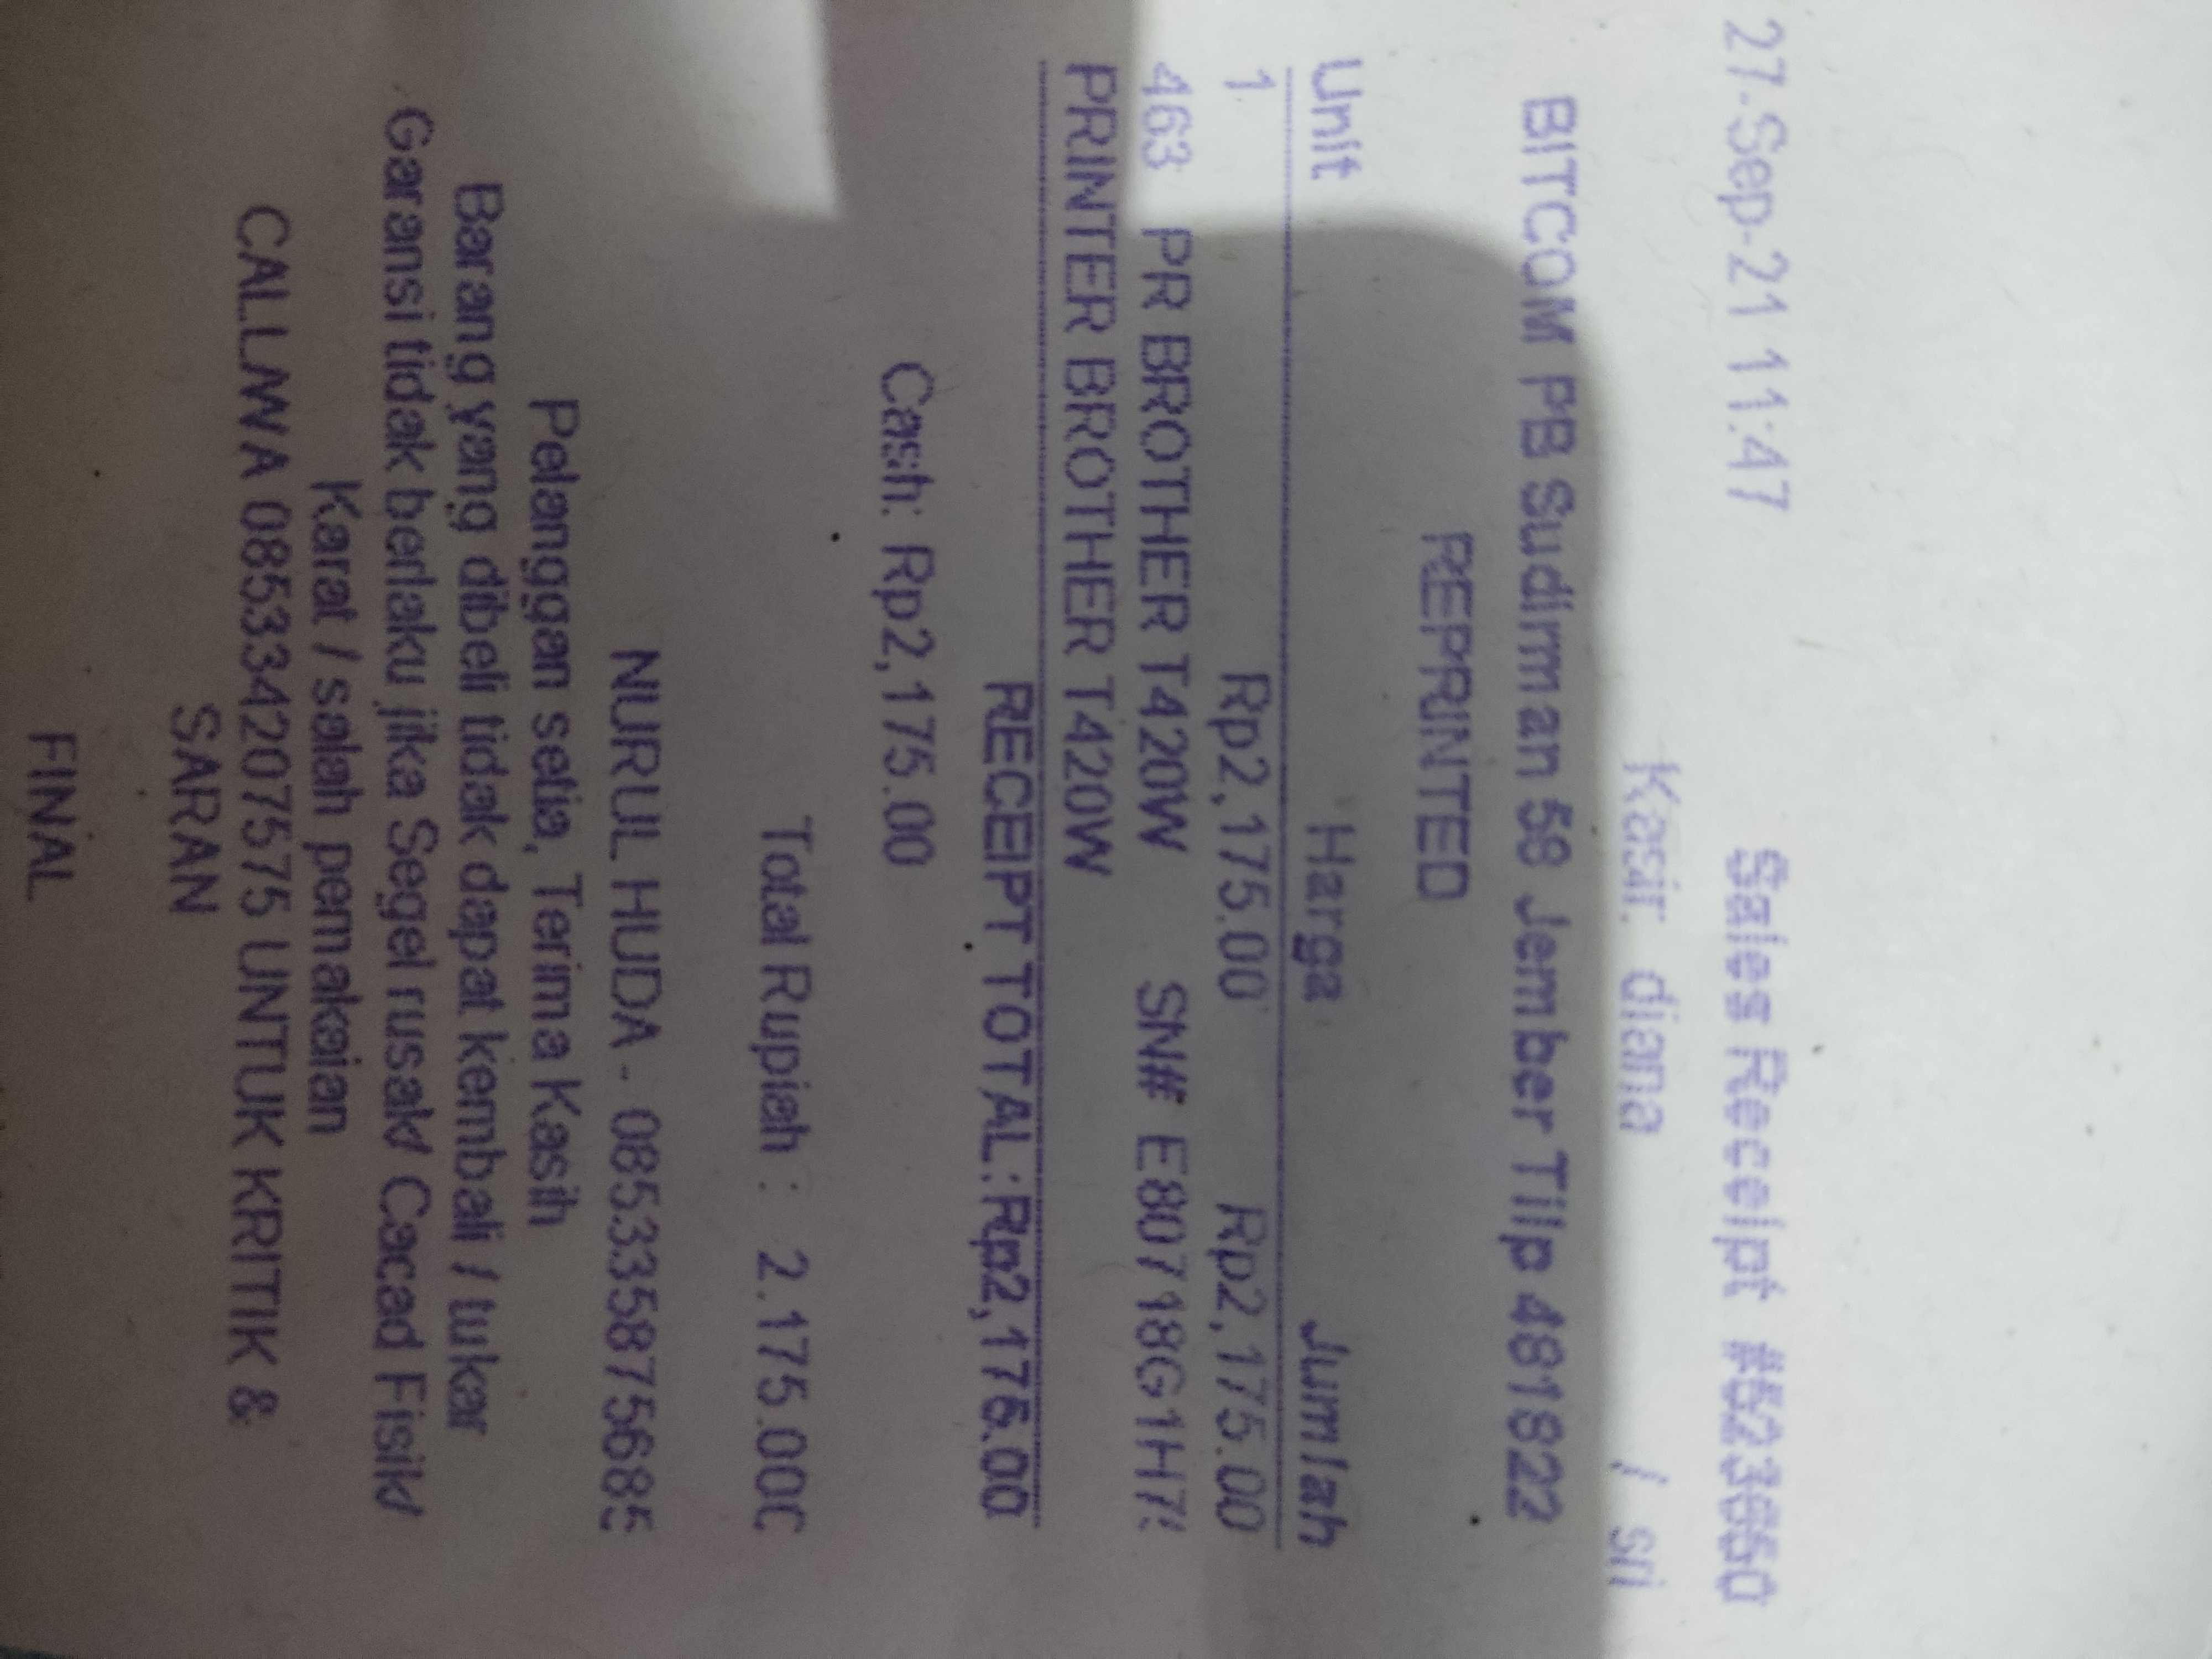 27-Sep-21 11:47 Sales Receipt
Kasir: diana / sri
BITCOM PB Sudirman 58 Jember Tilp 481822
REPRINTED
Unit Harga Jumlah
1 Rp2,175.00 Rp2,175.00
463 PR BROTHER T420W SN#
PRINTER BROTHER T420W
RECEIPT TOTAL: Rp2,175.00
Cash: Rp2,175.00
Total Rupiah : 2.175.000
NURUL HUDA - 085335875685
Pelanggan setia, Terima Kasih
Barang yang dibeli tidak dapat kembali / tukar
Garansi tidak berlaku jika Segel rusak/ Cacad Fisik/
Karat / salah pemakaian
CALL/WA 085334207575 UNTUK KRITIK &
SARAN
FINAL